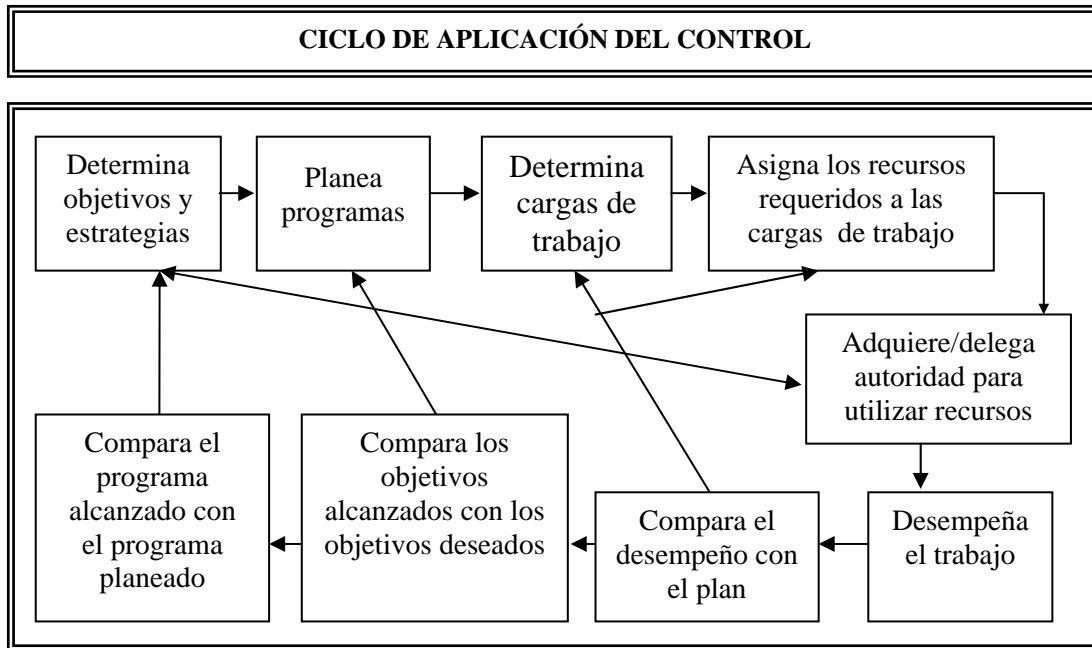 CICLO DE APLICACIÓN DEL CONTROL
Determina
objetivos y
estrategias
Planea
programas
Determina
cargas de
trabajo
Asigna los recursos
requeridos a las
cargas de trabajo
Adquiere/delega
autoridad para
utilizar recursos
Desempeña
el trabajo
Compara el
desempeño con
el plan
Compara los
objetivos
alcanzados con los
objetivos deseados
Compara el
programa
alcanzado con
el programa
planeado